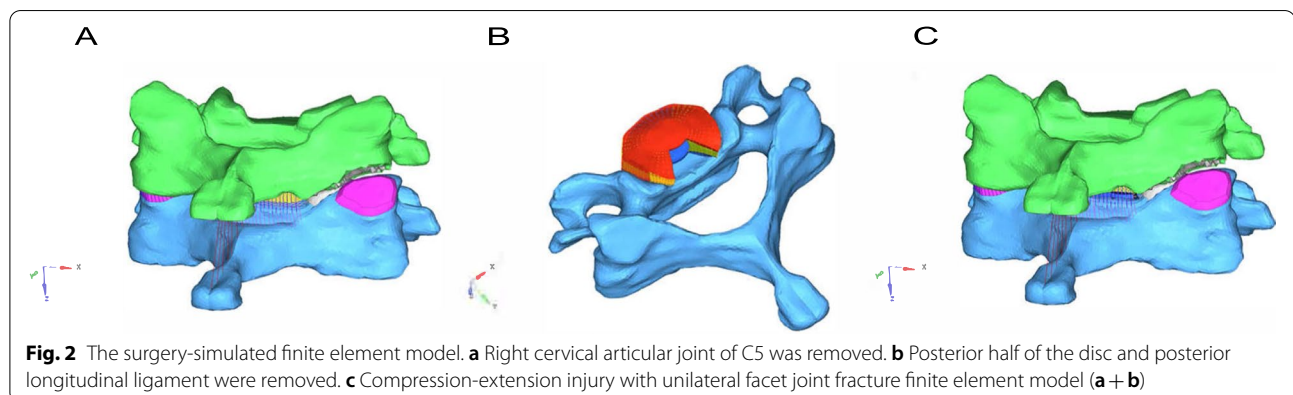 A
B
C
X
Y
Z
X
Y
Z
X
Y
Z
Fig. 2 The surgery-simulated finite element model. a Right cervical articular joint of C5 was removed. b Posterior half of the disc and posterior
longitudinal ligament were removed. c Compression-extension injury with unilateral facet joint fracture finite element model (a + b)